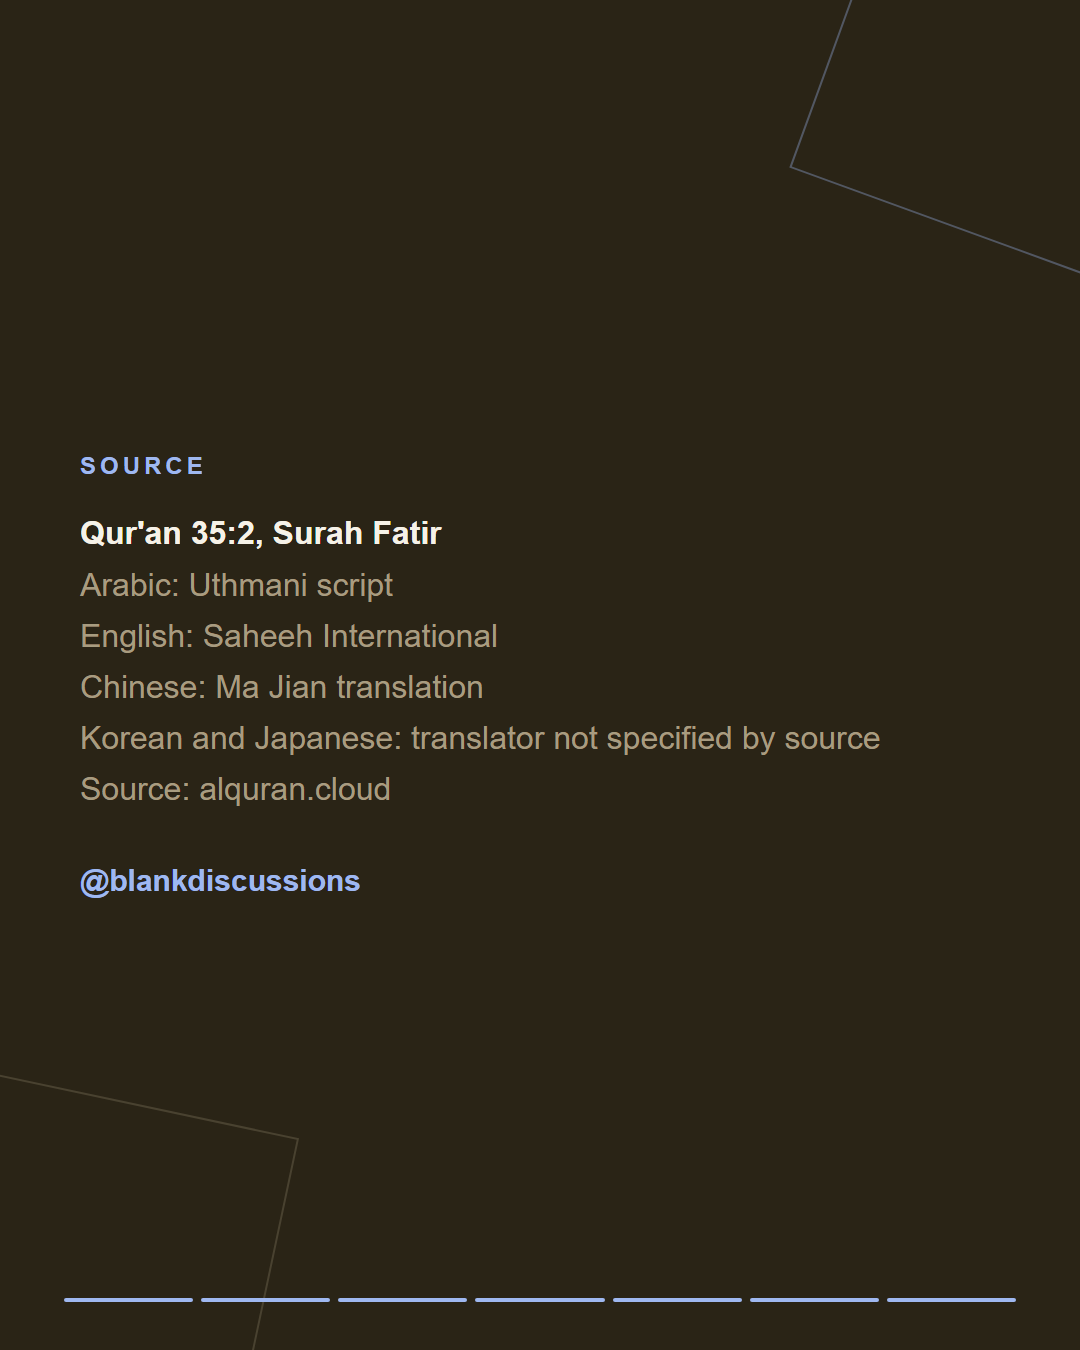 SOURCE
Qur'an 35:2, Surah Fatir
Arabic: Uthmani script
English: Saheeh International
Chinese: Ma Jian translation
Korean and Japanese: translator not specified by source
Source: alquran.cloud
@blankdiscussions